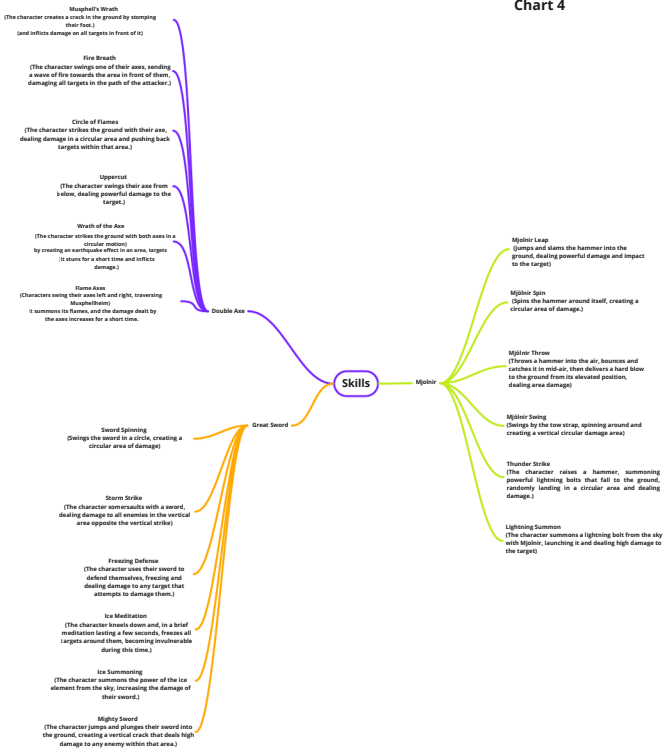 Chart 4
Muspheli's Wrath
(The character creates a crack in the ground by stomping
their foot.)
(and inflicts damage on all targets in front of it)
Fire Breath
(The character swings one of their axes, sending
a wave of fire towards the area in front of them,
damaging all targets in the path of the attacker.)
Circle of Flames
(The character strikes the ground with their axe,
dealing damage in a circular area and pushing back
targets within that area.)
Uppercut
(The character swings their axe from
below, dealing powerful damage to the
target.)
Wrath of the Axe
(The character strikes the ground with both axes in a
circular motion)
by creating an earthquake effect in an area, targets
It stuns for a short time and inflicts
damage.)
Flame Axes
(Characters swing their axes left and right, traversing
Musphellheim)
It summons its flames, and the damage dealt by
the axes increases for a short time.
Double Axe
Skills
Great Sword
Sword Spinning
(Swings the sword in a circle, creating a
circular area of damage)
Storm Strike
(The character somersaults with a sword,
dealing damage to all enemies in the vertical
area opposite the vertical strike)
Freezing Defense
(The character uses their sword to
defend themselves, freezing and
dealing damage to any target that
attempts to damage them.)
Ice Meditation
(The character kneels down and, in a brief
meditation lasting a few seconds, freezes all
targets around them, becoming invulnerable
during this time.)
Ice Summoning
(The character summons the power of the ice
element from the sky, increasing the damage of
their sword.)
Mighty Sword
(The character jumps and plunges their sword into
the ground, creating a vertical crack that deals high
damage to any enemy within that area.)
Mjolnir
Mjolnir Leap
(jumps and slams the hammer into the
ground, dealing powerful damage and impact
to the target)
Mjölnir Spin
(Spins the hammer around itself, creating a
circular area of damage.)
Mjölnir Throw
(Throws a hammer into the air, bounces and
catches it in mid-air, then delivers a hard blow
to the ground from its elevated position,
dealing area damage)
Mjölnir Swing
(Swings by the tow strap, spinning around and
creating a vertical circular damage area)
Thunder Strike
(The character raises a hammer, summoning
powerful lightning bolts that fall to the ground,
randomly landing in a circular area and dealing
damage.)
Lightning Summon
(The character summons a lightning bolt from the sky
with Mjolnir, launching it and dealing high damage to
the target)